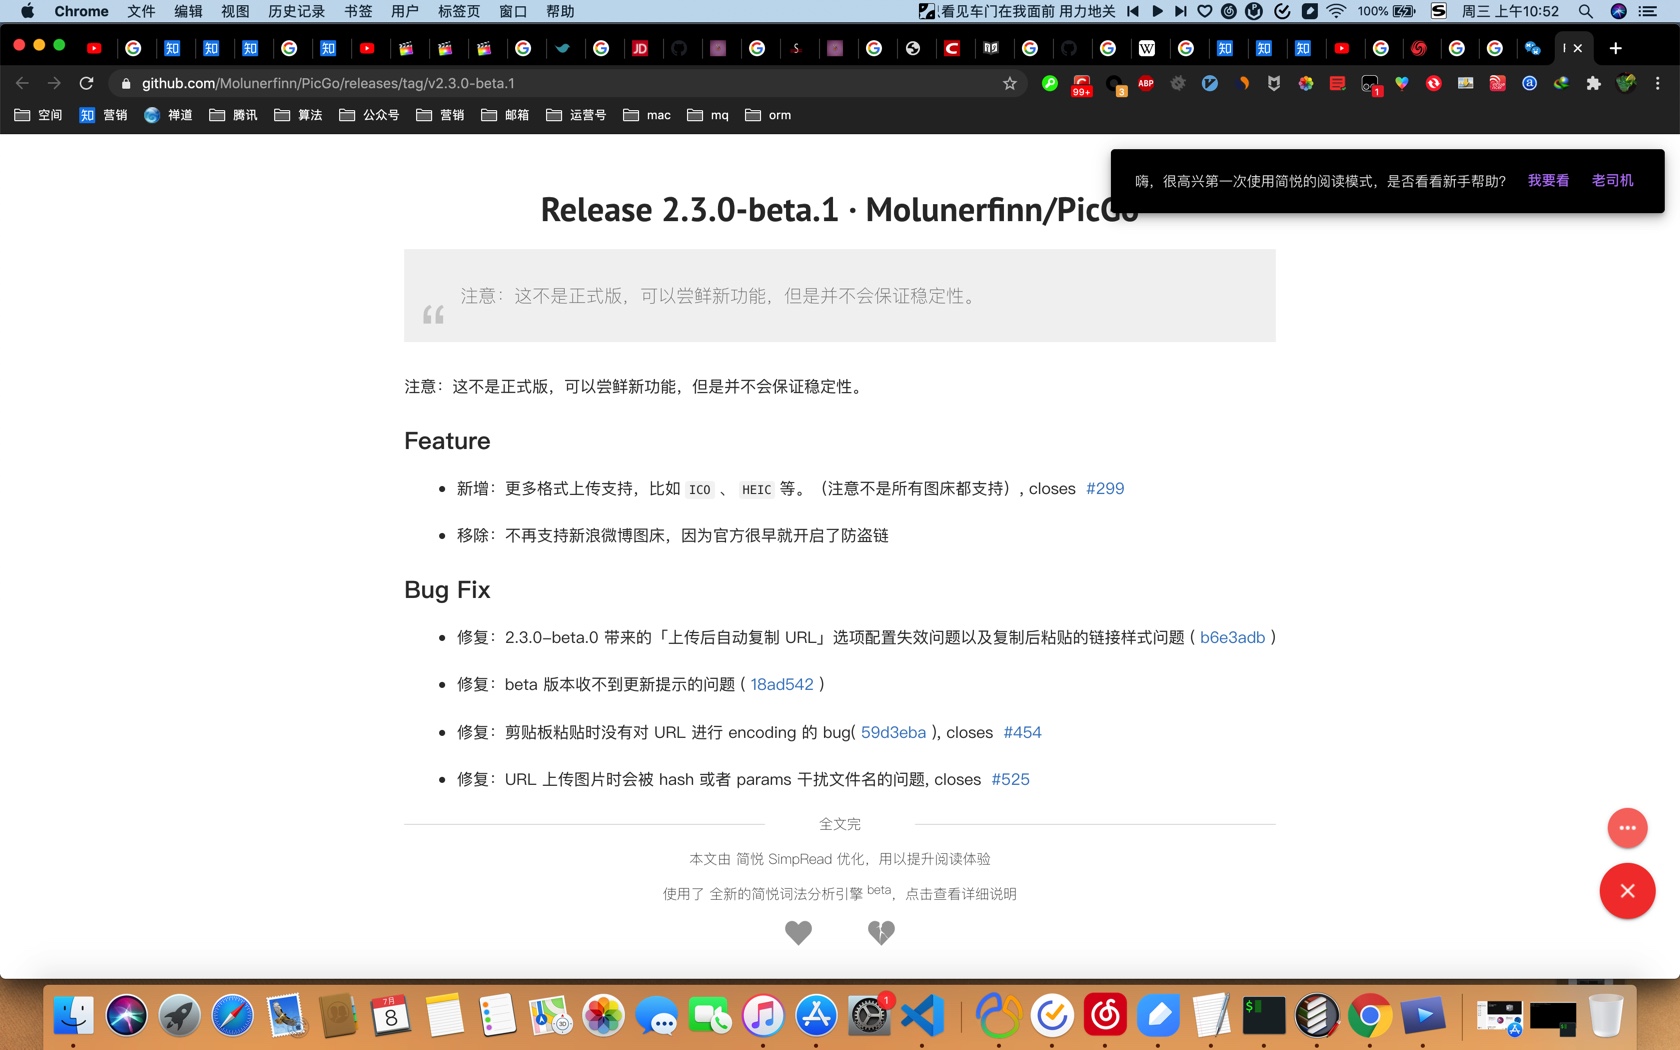 Chrome 文件 编辑 视图 历史记录 书签 用户 标签页 窗口 帮助
看见车门在我面前 用力地关 100% 周三 上午10:52
github.com/Molunerfinn/PicGo/releases/tag/v2.3.0-beta.1
99+ 3 ABP 1
空间 营销 禅道 腾讯 算法 公众号 营销 邮箱 运营号 mac mq orm
嗨，很高兴第一次使用简悦的阅读模式，是否看看新手帮助？ 我要看 老司机
Release 2.3.0-beta.1 · Molunerfinn/PicGo
注意：这不是正式版，可以尝鲜新功能，但是并不会保证稳定性。
注意：这不是正式版，可以尝鲜新功能，但是并不会保证稳定性。
Feature
新增：更多格式上传支持，比如 ICO 、 HEIC 等。（注意不是所有图床都支持）, closes #299
移除：不再支持新浪微博图床，因为官方很早就开启了防盗链
Bug Fix
修复：2.3.0-beta.0 带来的「上传后自动复制 URL」选项配置失效问题以及复制后粘贴的链接样式问题 ( b6e3adb )
修复：beta 版本收不到更新提示的问题 ( 18ad542 )
修复：剪贴板粘贴时没有对 URL 进行 encoding 的 bug( 59d3eba ), closes #454
修复：URL 上传图片时会被 hash 或者 params 干扰文件名的问题, closes #525
全文完
本文由 简悦 SimpRead 优化，用以提升阅读体验
使用了 全新的简悦词法分析引擎 beta，点击查看详细说明
7月
8
1